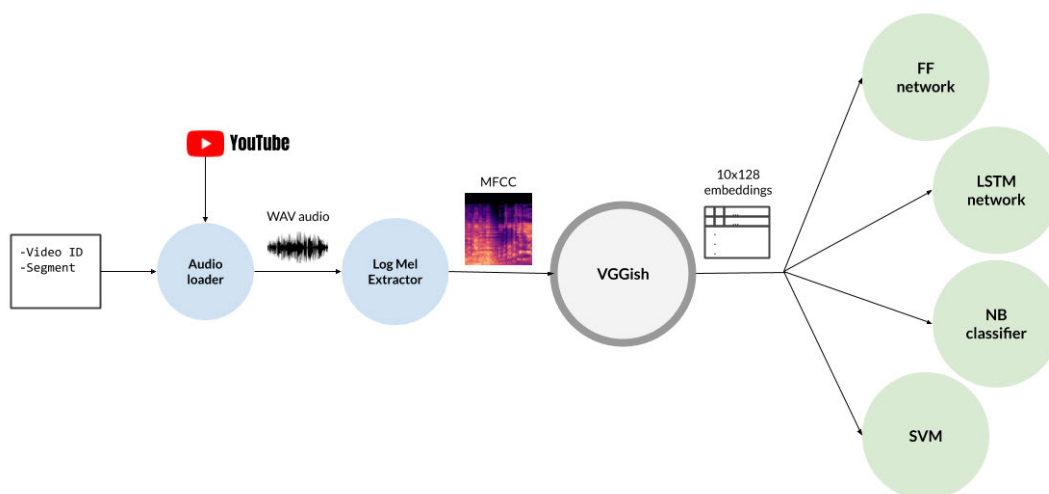 FF
network
YouTube
10x128
embeddings
MFCC
LSTM
network
WAV audio
-Video ID
-Segment
Audio
loader
Log Mel
Extractor
VGGish
...
...
NB
classifier
SVM